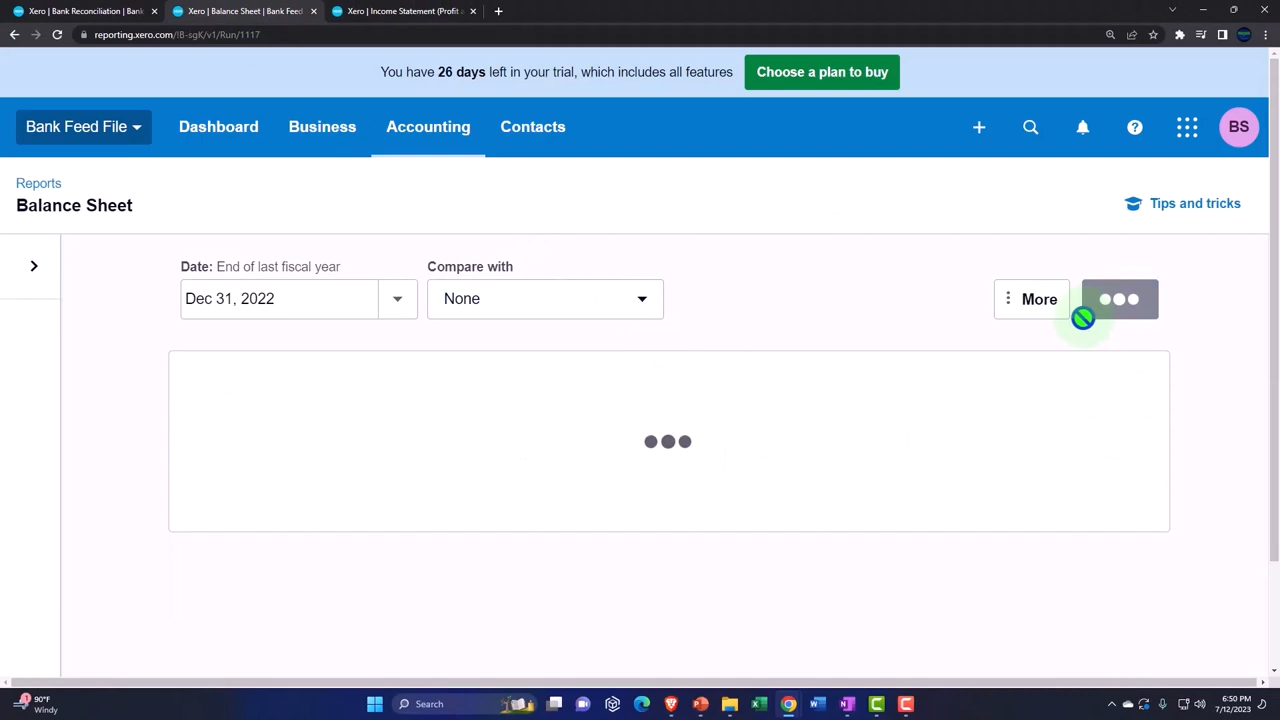 Xero | Bank Reconciliation | Bank
Xero | Balance Sheet | Bank Feed
Xero | Income Statement (Profit a
reporting.xero.com/!B-sgK/v1/Run/1117
You have 26 days left in your trial, which includes all features
Choose a plan to buy
Bank Feed File
Dashboard
Business
Accounting
Contacts
BS
Reports
Balance Sheet
Tips and tricks
Date: End of last fiscal year
Compare with
Dec 31, 2022
None
More
1
90°F
Windy
Search
6:50 PM
7/12/2023